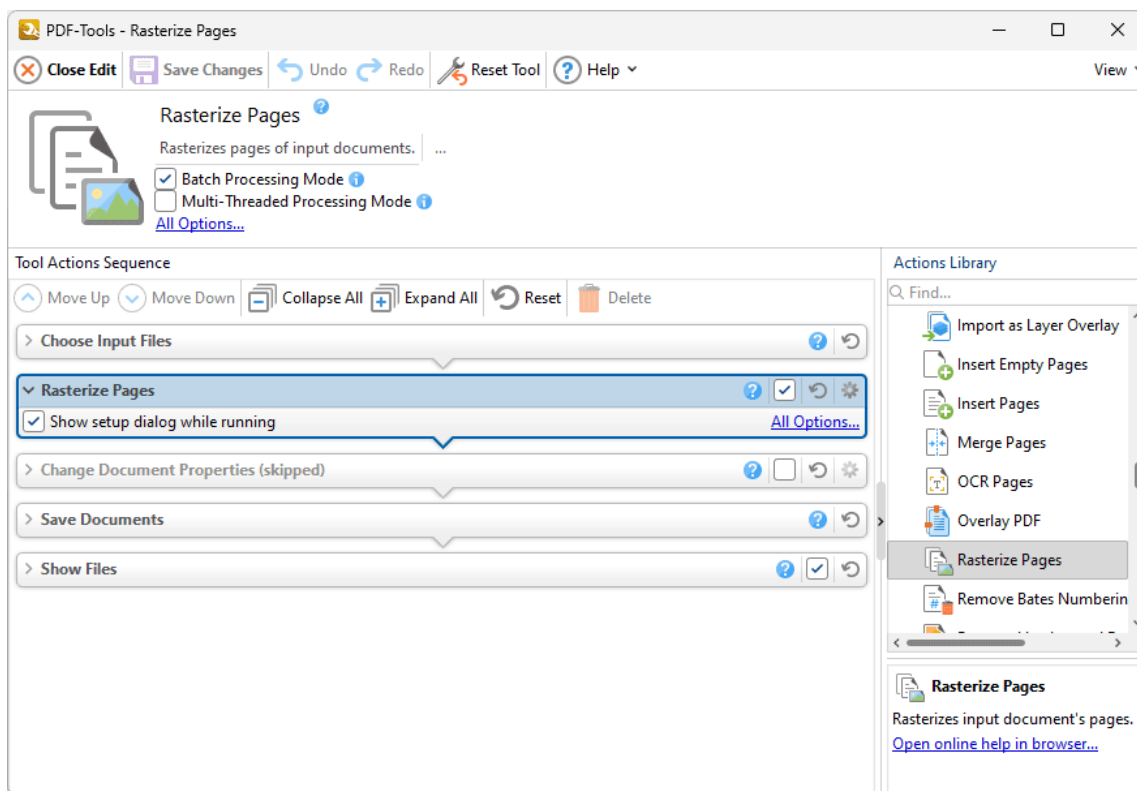 PDF-Tools - Rasterize Pages
Close Edit Save Changes Undo Redo Reset Tool ? Help View
Rasterize Pages ?
Rasterizes pages of input documents. ...
Batch Processing Mode i
Multi-Threaded Processing Mode i
All Options...
Tool Actions Sequence
Move Up Move Down Collapse All Expand All Reset Delete
Choose Input Files ?
Rasterize Pages ?
Show setup dialog while running All Options...
Change Document Properties (skipped) ?
Save Documents ?
Show Files ?
Actions Library
Find...
Import as Layer Overlay
Insert Empty Pages
Insert Pages
Merge Pages
OCR Pages
Overlay PDF
Rasterize Pages
Remove Bates Numberin
Rasterize Pages
Rasterizes input document's pages.
Open online help in browser...